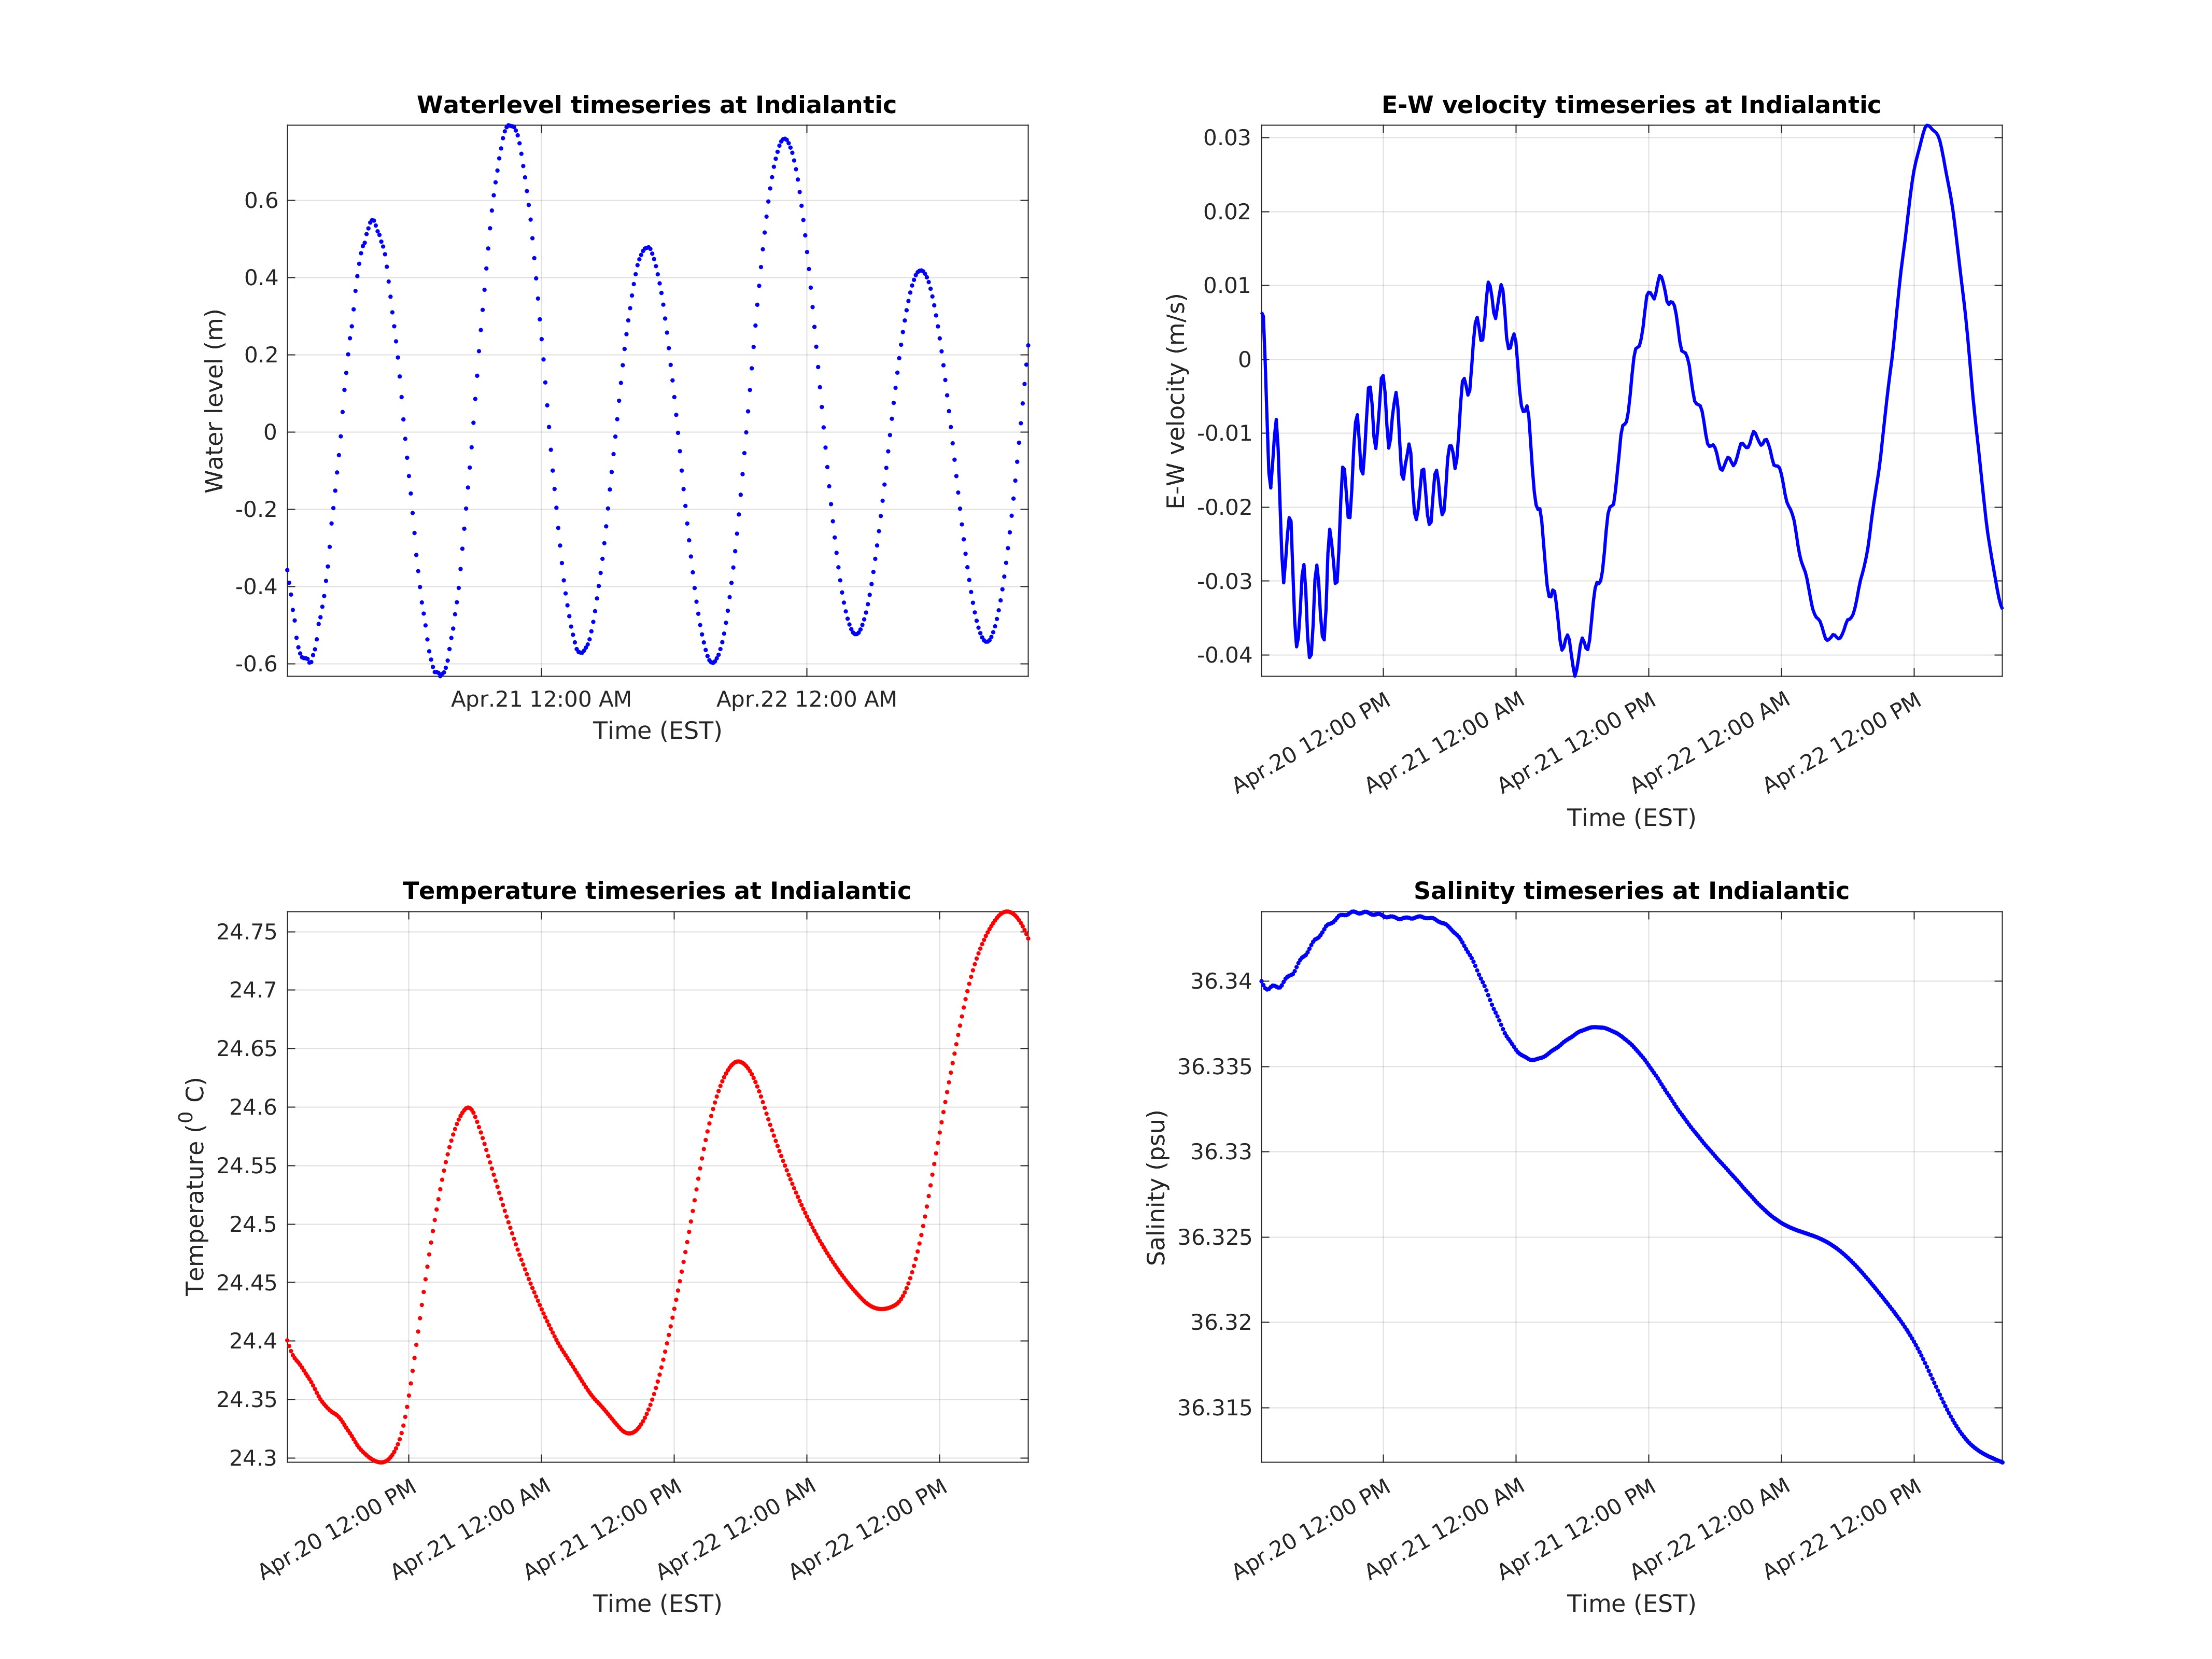 Waterlevel timeseries at Indialantic
0.6
0.4
0.2
0
-0.2
-0.4
-0.6
Water level (m)
Apr.21 12:00 AM
Apr.22 12:00 AM
Time (EST)
E-W velocity timeseries at Indialantic
0.03
0.02
0.01
0
-0.01
-0.02
-0.03
-0.04
E-W velocity (m/s)
Apr.20 12:00 PM
Apr.21 12:00 AM
Apr.21 12:00 PM
Apr.22 12:00 AM
Apr.22 12:00 PM
Time (EST)
Temperature timeseries at Indialantic
24.75
24.7
24.65
24.6
24.55
24.5
24.45
24.4
24.35
24.3
Temperature (⁰ C)
Apr.20 12:00 PM
Apr.21 12:00 AM
Apr.21 12:00 PM
Apr.22 12:00 AM
Apr.22 12:00 PM
Time (EST)
Salinity timeseries at Indialantic
36.34
36.335
36.33
36.325
36.32
36.315
Salinity (psu)
Apr.20 12:00 PM
Apr.21 12:00 AM
Apr.21 12:00 PM
Apr.22 12:00 AM
Apr.22 12:00 PM
Time (EST)